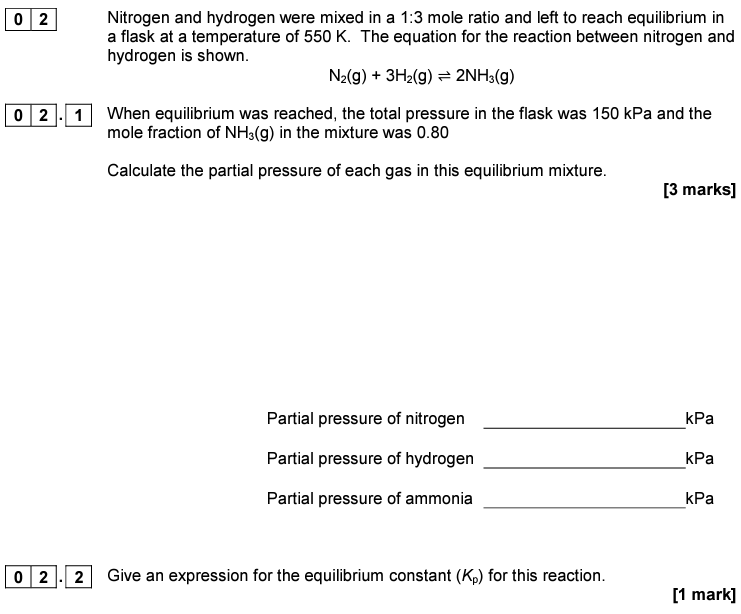 0 2 Nitrogen and hydrogen were mixed in a 1:3 mole ratio and left to reach equilibrium in
a flask at a temperature of 550 K. The equation for the reaction between nitrogen and
hydrogen is shown.
N₂(g) + 3H₂(g) ⇌ 2NH₃(g)
0 2 . 1 When equilibrium was reached, the total pressure in the flask was 150 kPa and the
mole fraction of NH₃(g) in the mixture was 0.80
Calculate the partial pressure of each gas in this equilibrium mixture.
[3 marks]
Partial pressure of nitrogen ____________ kPa
Partial pressure of hydrogen ____________ kPa
Partial pressure of ammonia ____________ kPa
0 2 . 2 Give an expression for the equilibrium constant (Kₚ) for this reaction.
[1 mark]